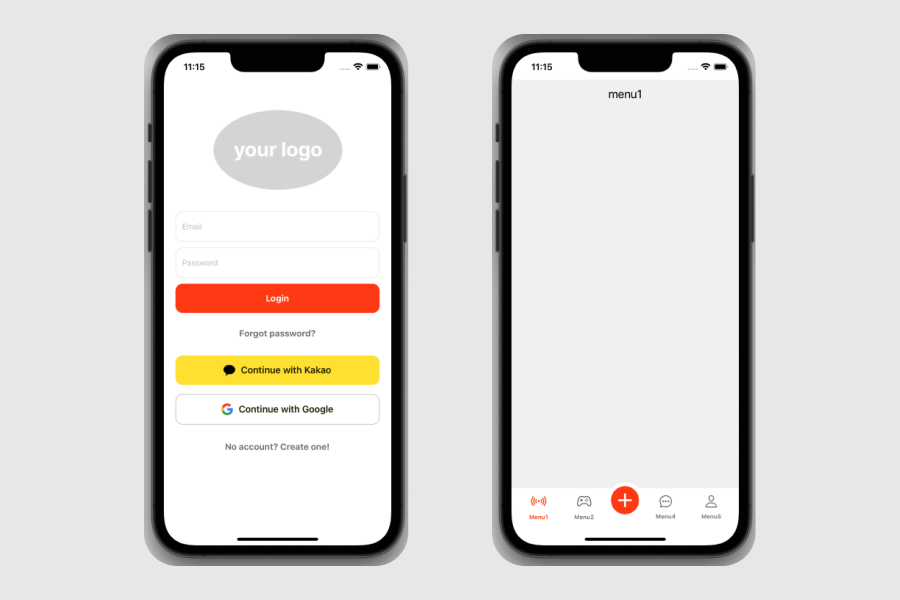 11:15
your logo
Email
Password
Login
Forgot password?
Continue with Kakao
Continue with Google
No account? Create one!
11:15
menu1
Menu1
Menu2
Menu4
Menu5